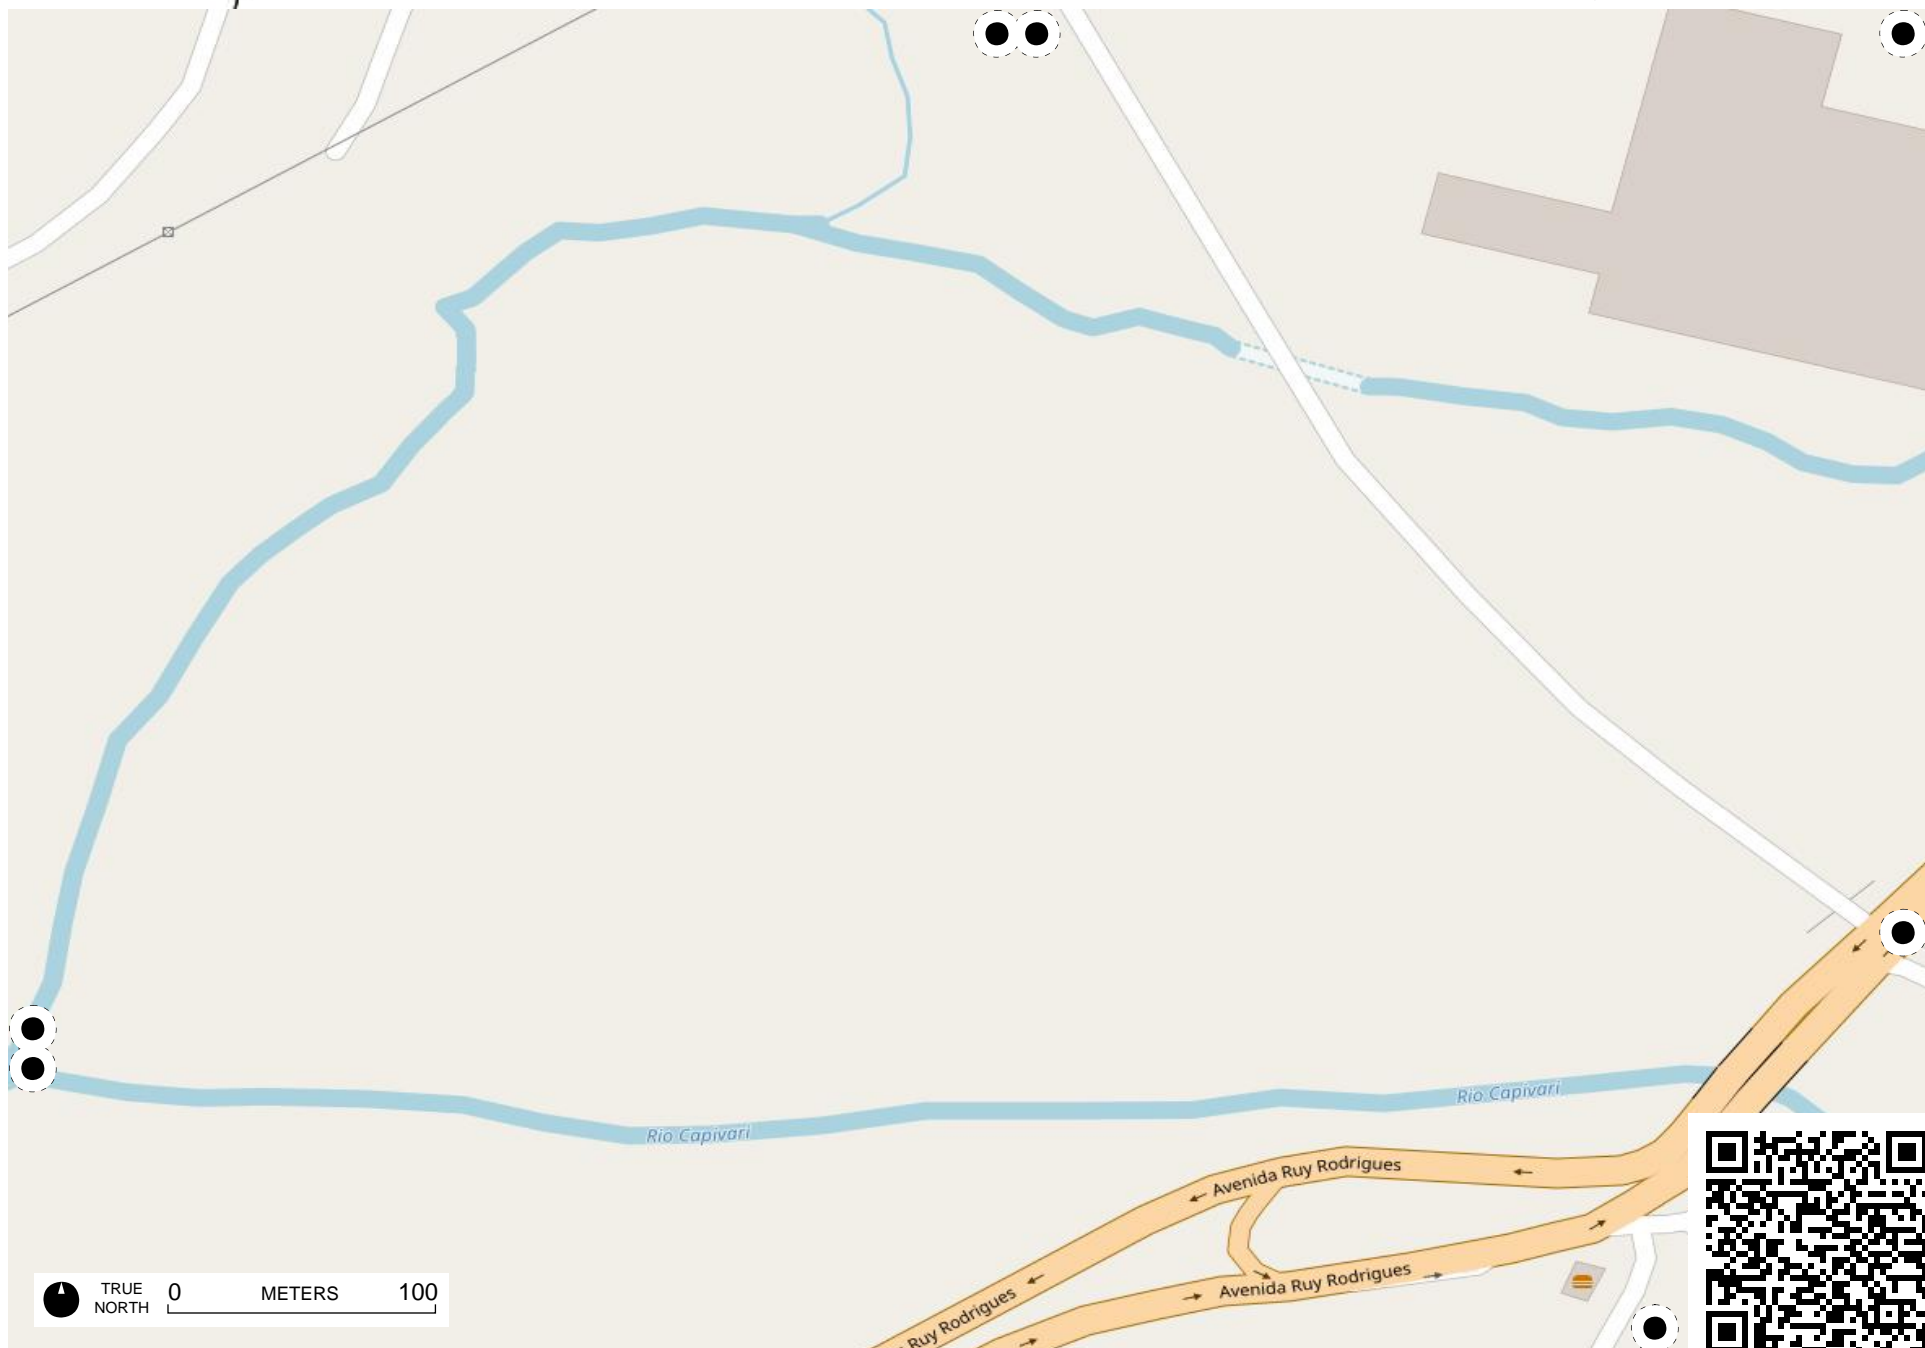 Rio Capivari
Rio Capivari
Avenida Ruy Rodrigues
Avenida Ruy Rodrigues
Ruy Rodrigues
TRUE NORTH
0 METERS 100